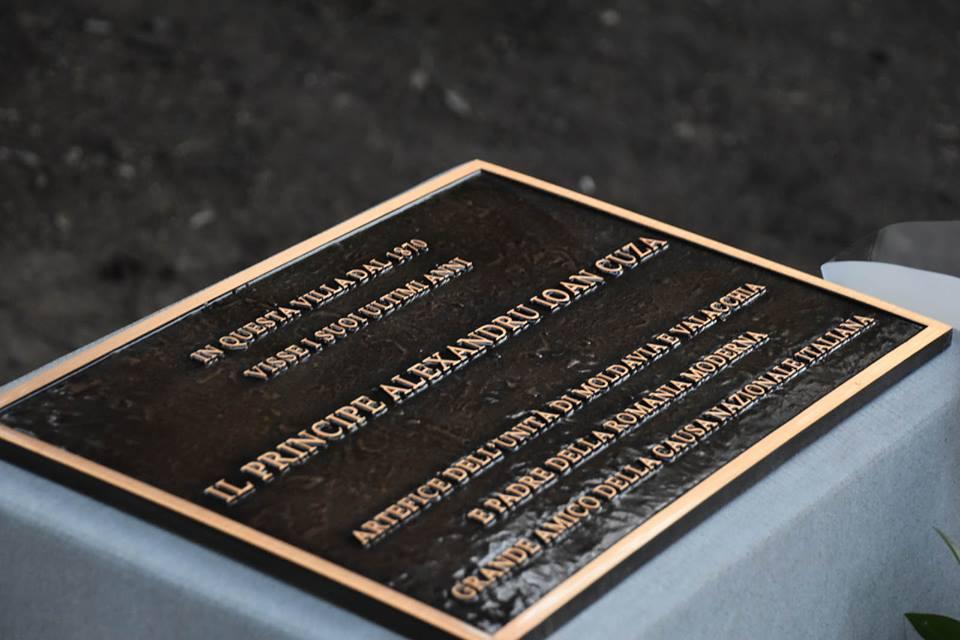 IN QUESTA VILLA DAL 1870
VISSE I SUOI ULTIMI ANNI
IL PRINCIPE ALEXANDRU IOAN CUZA
ARTEFICE DELL'UNITÀ DI MOLDAVIA E VALACCHIA
E PADRE DELLA ROMANIA MODERNA
GRANDE AMICO DELLA CAUSA NAZIONALE ITALIANA